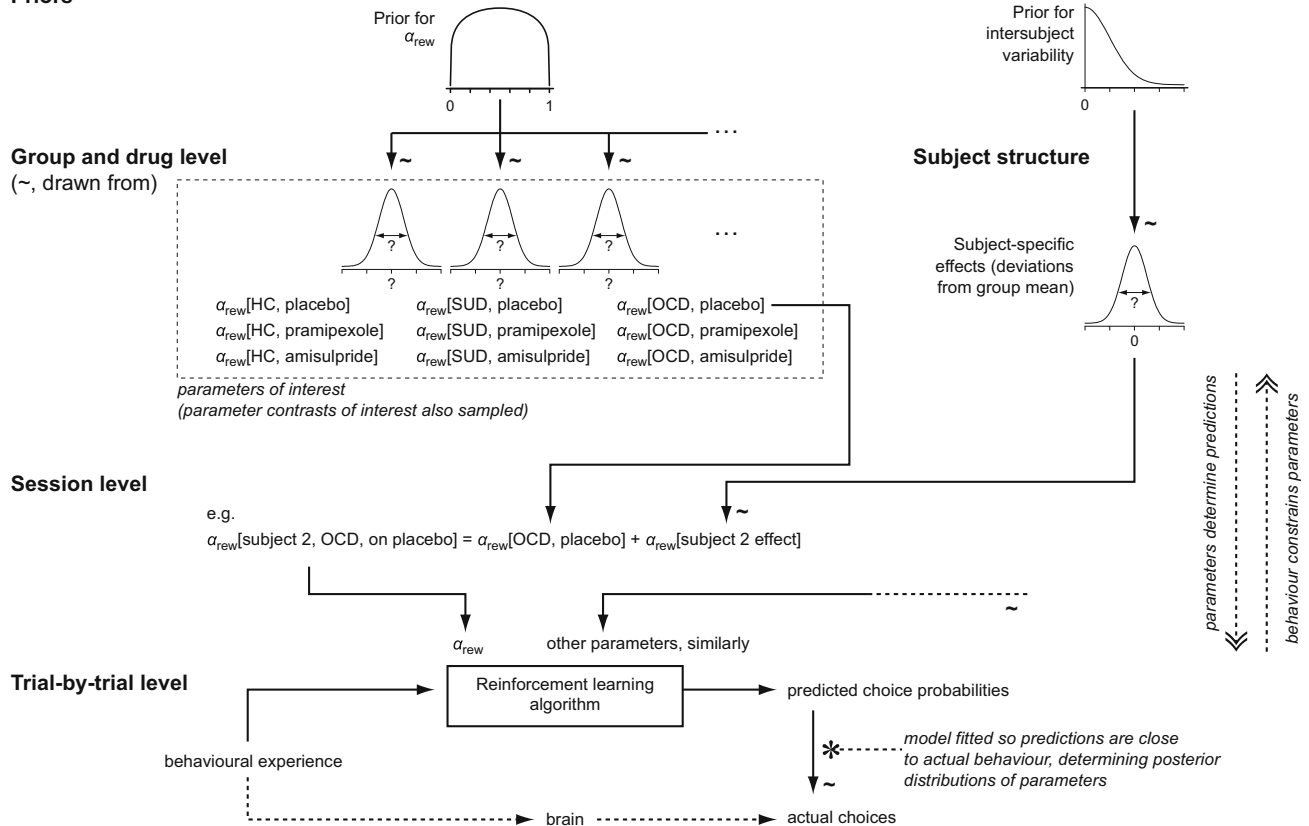 Priors
Prior for
αrew
0 1
Prior for
intersubject
variability
0
...
~ ~ ~
Group and drug level
(~, drawn from)
Subject structure
~
? ? ?
...
? ? ?
Subject-specific
effects (deviations
from group mean)
?
0
αrew[HC, placebo] αrew[SUD, placebo] αrew[OCD, placebo]
αrew[HC, pramipexole] αrew[SUD, pramipexole] αrew[OCD, pramipexole]
αrew[HC, amisulpride] αrew[SUD, amisulpride] αrew[OCD, amisulpride]
parameters of interest
(parameter contrasts of interest also sampled)
parameters determine predictions
behaviour constrains parameters
Session level
e.g.
~
αrew[subject 2, OCD, on placebo] = αrew[OCD, placebo] + αrew[subject 2 effect]
~
αrew other parameters, similarly
Trial-by-trial level
Reinforcement learning
algorithm
predicted choice probabilities
behavioural experience
*
model fitted so predictions are close
to actual behaviour, determining posterior
distributions of parameters
~
brain
actual choices